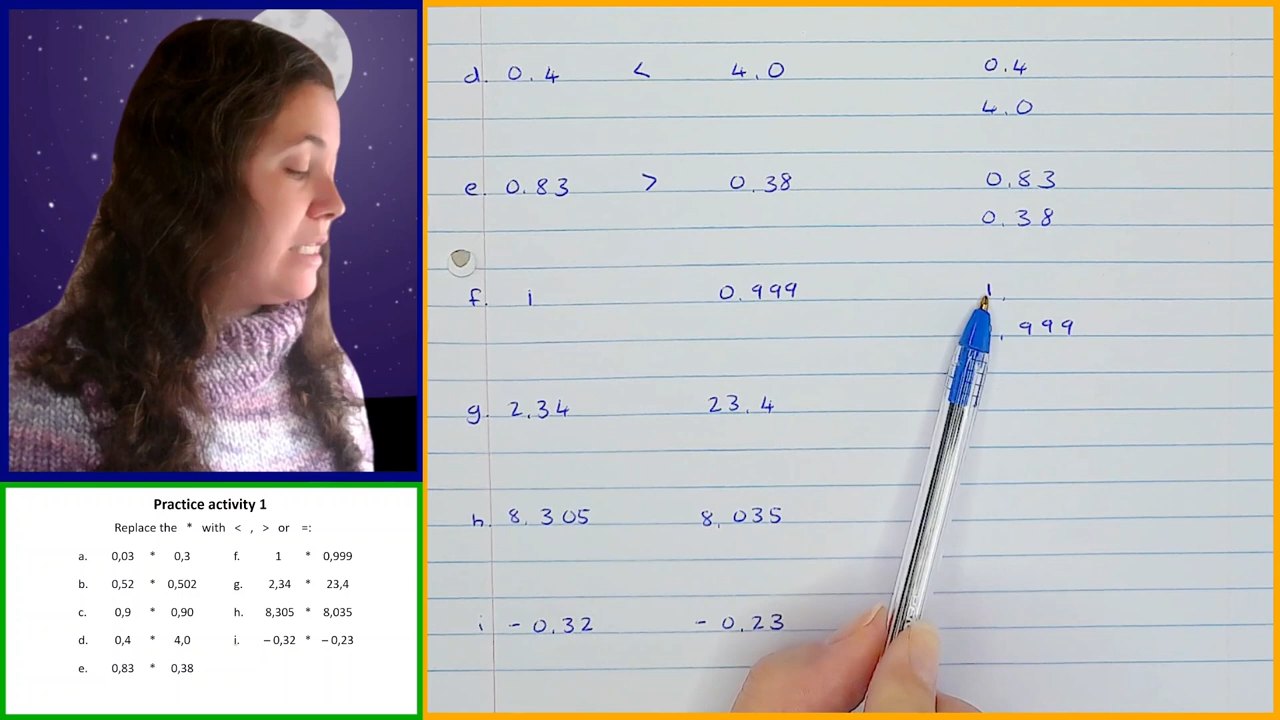 d. 0.4 < 4.0 0.4
4.0
e. 0.83 > 0.38 0.83
0.38
f. 1 0.999 1.
.999
g. 2.34 23.4
h. 8.305 8.035
i -0.32 -0.23
Practice activity 1
Replace the * with < , > or =:
a. 0,03 * 0,3 f. 1 * 0,999
b. 0,52 * 0,502 g. 2,34 * 23,4
c. 0,9 * 0,90 h. 8,305 * 8,035
d. 0,4 * 4,0 i. –0,32 * –0,23
e. 0,83 * 0,38